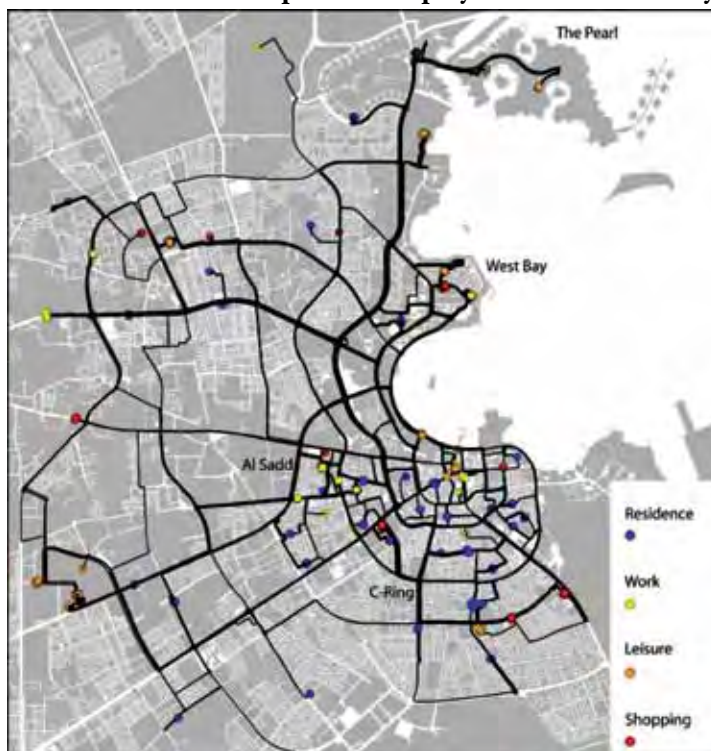 The Pearl
West Bay
Al Sadd
C-Ring
Residence
Work
Leisure
Shopping